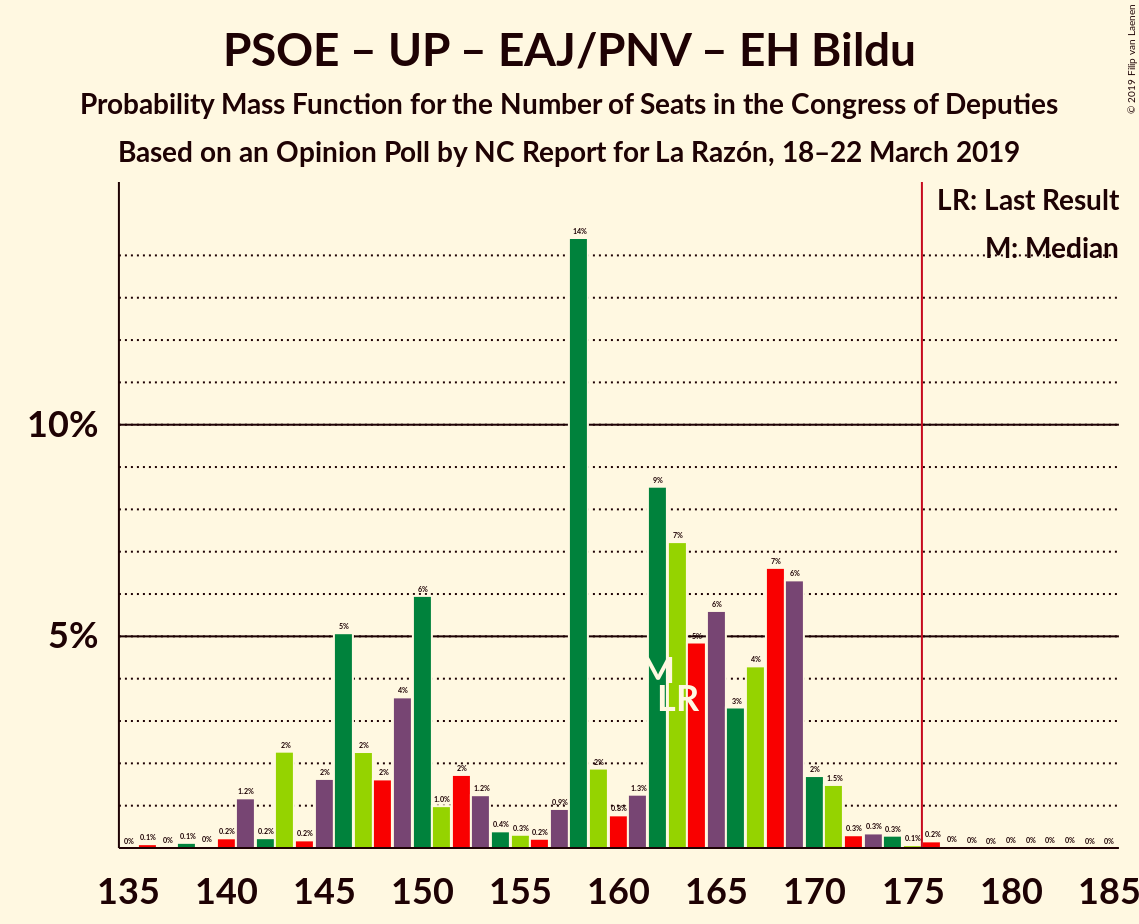 PSOE – UP – EAJ/PNV – EH Bildu
Probability Mass Function for the Number of Seats in the Congress of Deputies
Based on an Opinion Poll by NC Report for La Razón, 18–22 March 2019
© 2019 Filip van Laenen
LR: Last Result
M: Median
10%
5%
0% 0.1% 0% 0.1% 0% 0.2% 1.2% 0.2% 2% 0.2% 2% 5% 2% 2% 4% 6% 1.0% 2% 1.2% 0.4% 0.3% 0.2% 0.9% 14% 2% 0.8% 1.3% 9% 7% 5% 6% 3% 4% 7% 6% 2% 1.5% 0.3% 0.3% 0.3% 0.1% 0.2% 0% 0% 0% 0% 0% 0% 0% 0% 0%
M
LR
135 140 145 150 155 160 165 170 175 180 185